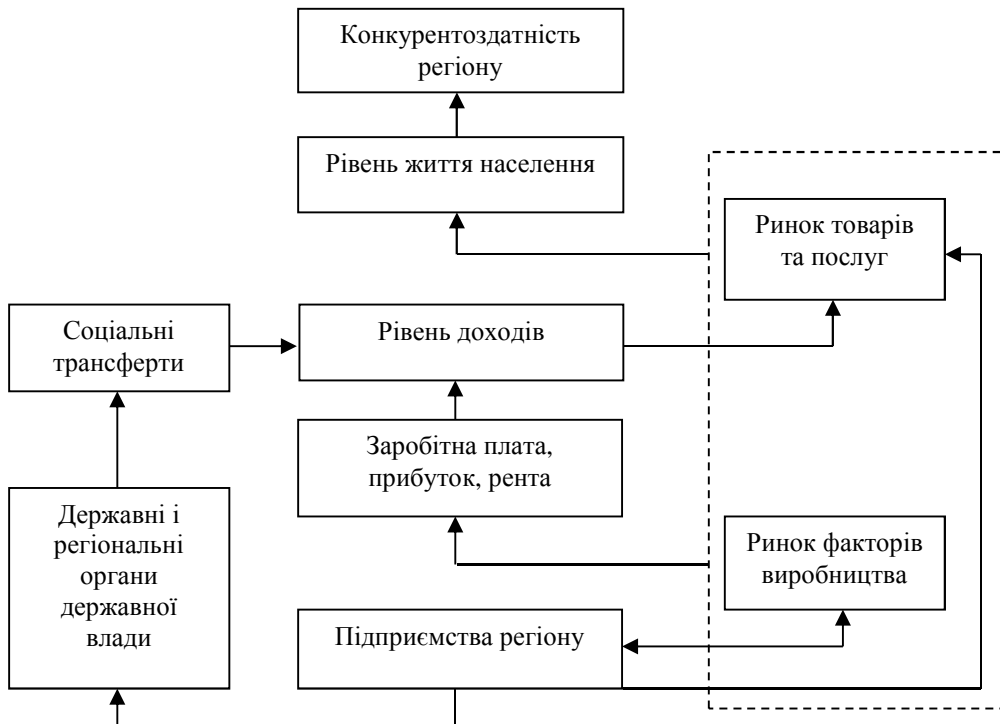 Конкурентоздатність
регіону
Рівень життя населення
Ринок товарів
та послуг
Соціальні
трансферти
Рівень доходів
Заробітна плата,
прибуток, рента
Державні і
регіональні
органи
державної
влади
Ринок факторів
виробництва
Підприємства регіону